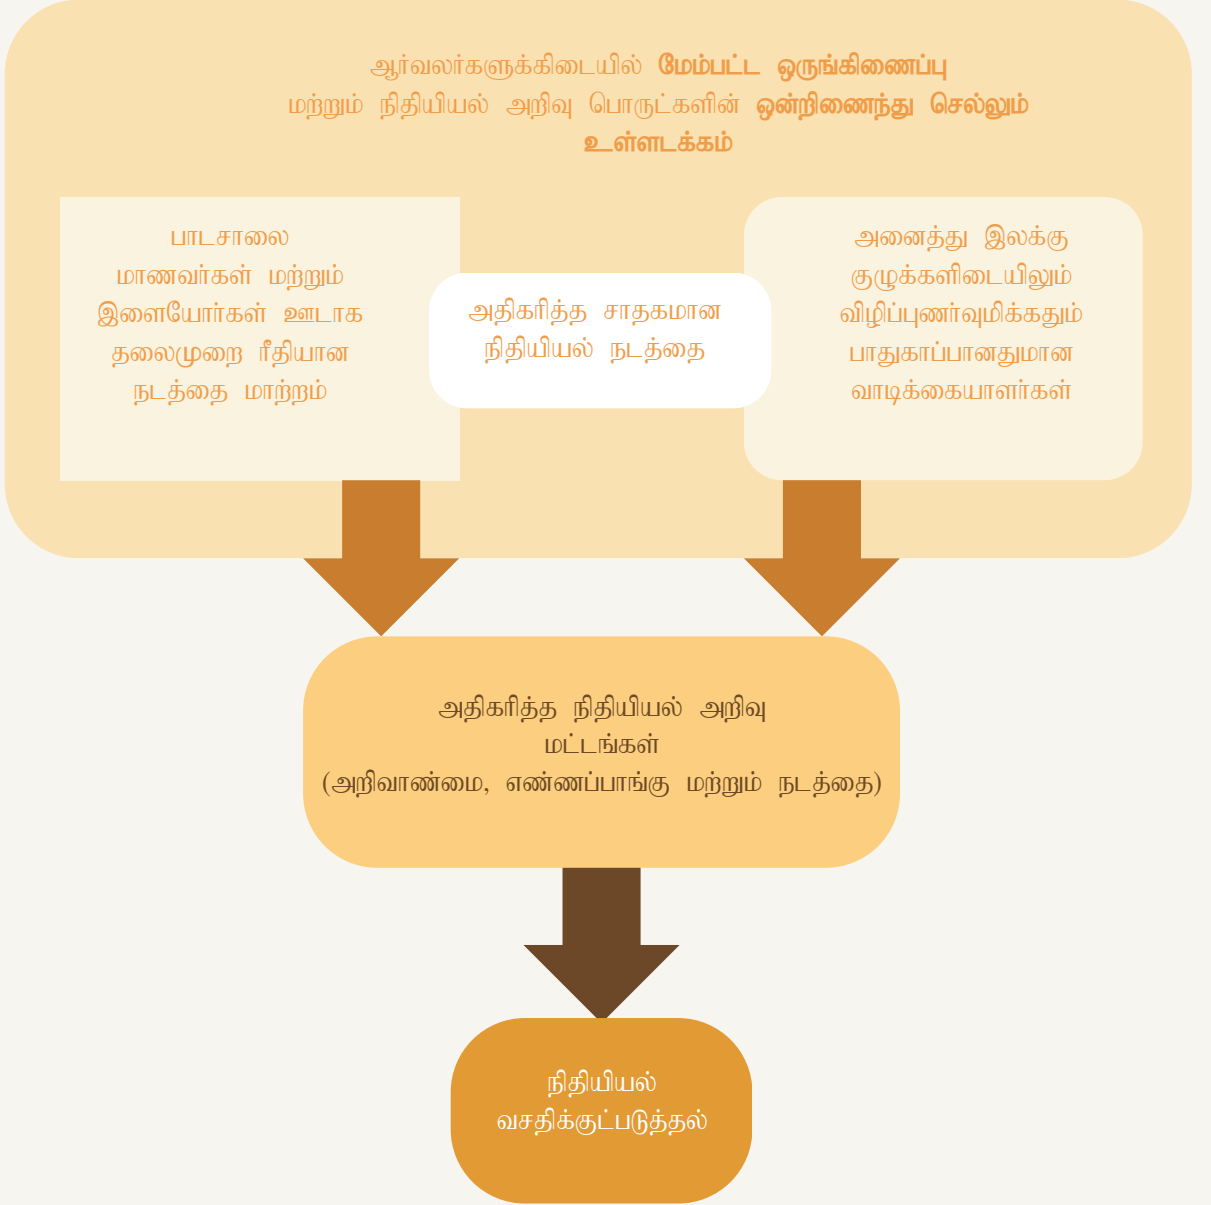 ஆர்வலர்களுக்கிடையில் மேம்பட்ட ஒருங்கிணைப்பு
மற்றும் நிதியியல் அறிவு பொருட்களின் ஒன்றிணைந்து செல்லும்
உள்ளடக்கம்
பாடசாலை
மாணவர்கள் மற்றும்
இளையோர்கள் ஊடாக
தலைமுறை ரீதியான
நடத்தை மாற்றம்
அதிகரித்த சாதகமான
நிதியியல் நடத்தை
அனைத்து இலக்கு
குழுக்களிடையிலும்
விழிப்புணர்வுமிக்கதும்
பாதுகாப்பானதுமான
வாடிக்கையாளர்கள்
அதிகரித்த நிதியியல் அறிவு
மட்டங்கள்
(அறிவாண்மை, எண்ணப்பாங்கு மற்றும் நடத்தை)
நிதியியல்
வசதிக்குட்படுத்தல்